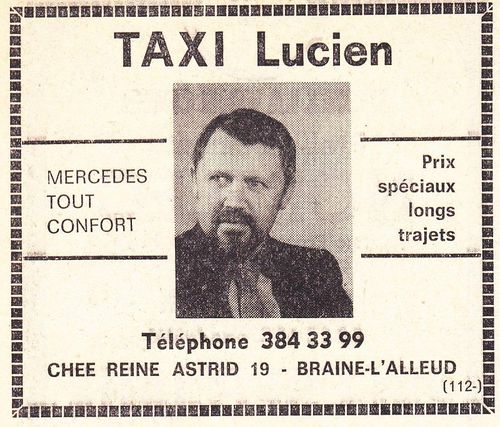 TAXI Lucien
MERCEDES
TOUT
CONFORT
Prix
spéciaux
longs
trajets
Téléphone 384 33 99
CHEE REINE ASTRID 19 - BRAINE-L'ALLEUD
(112-)